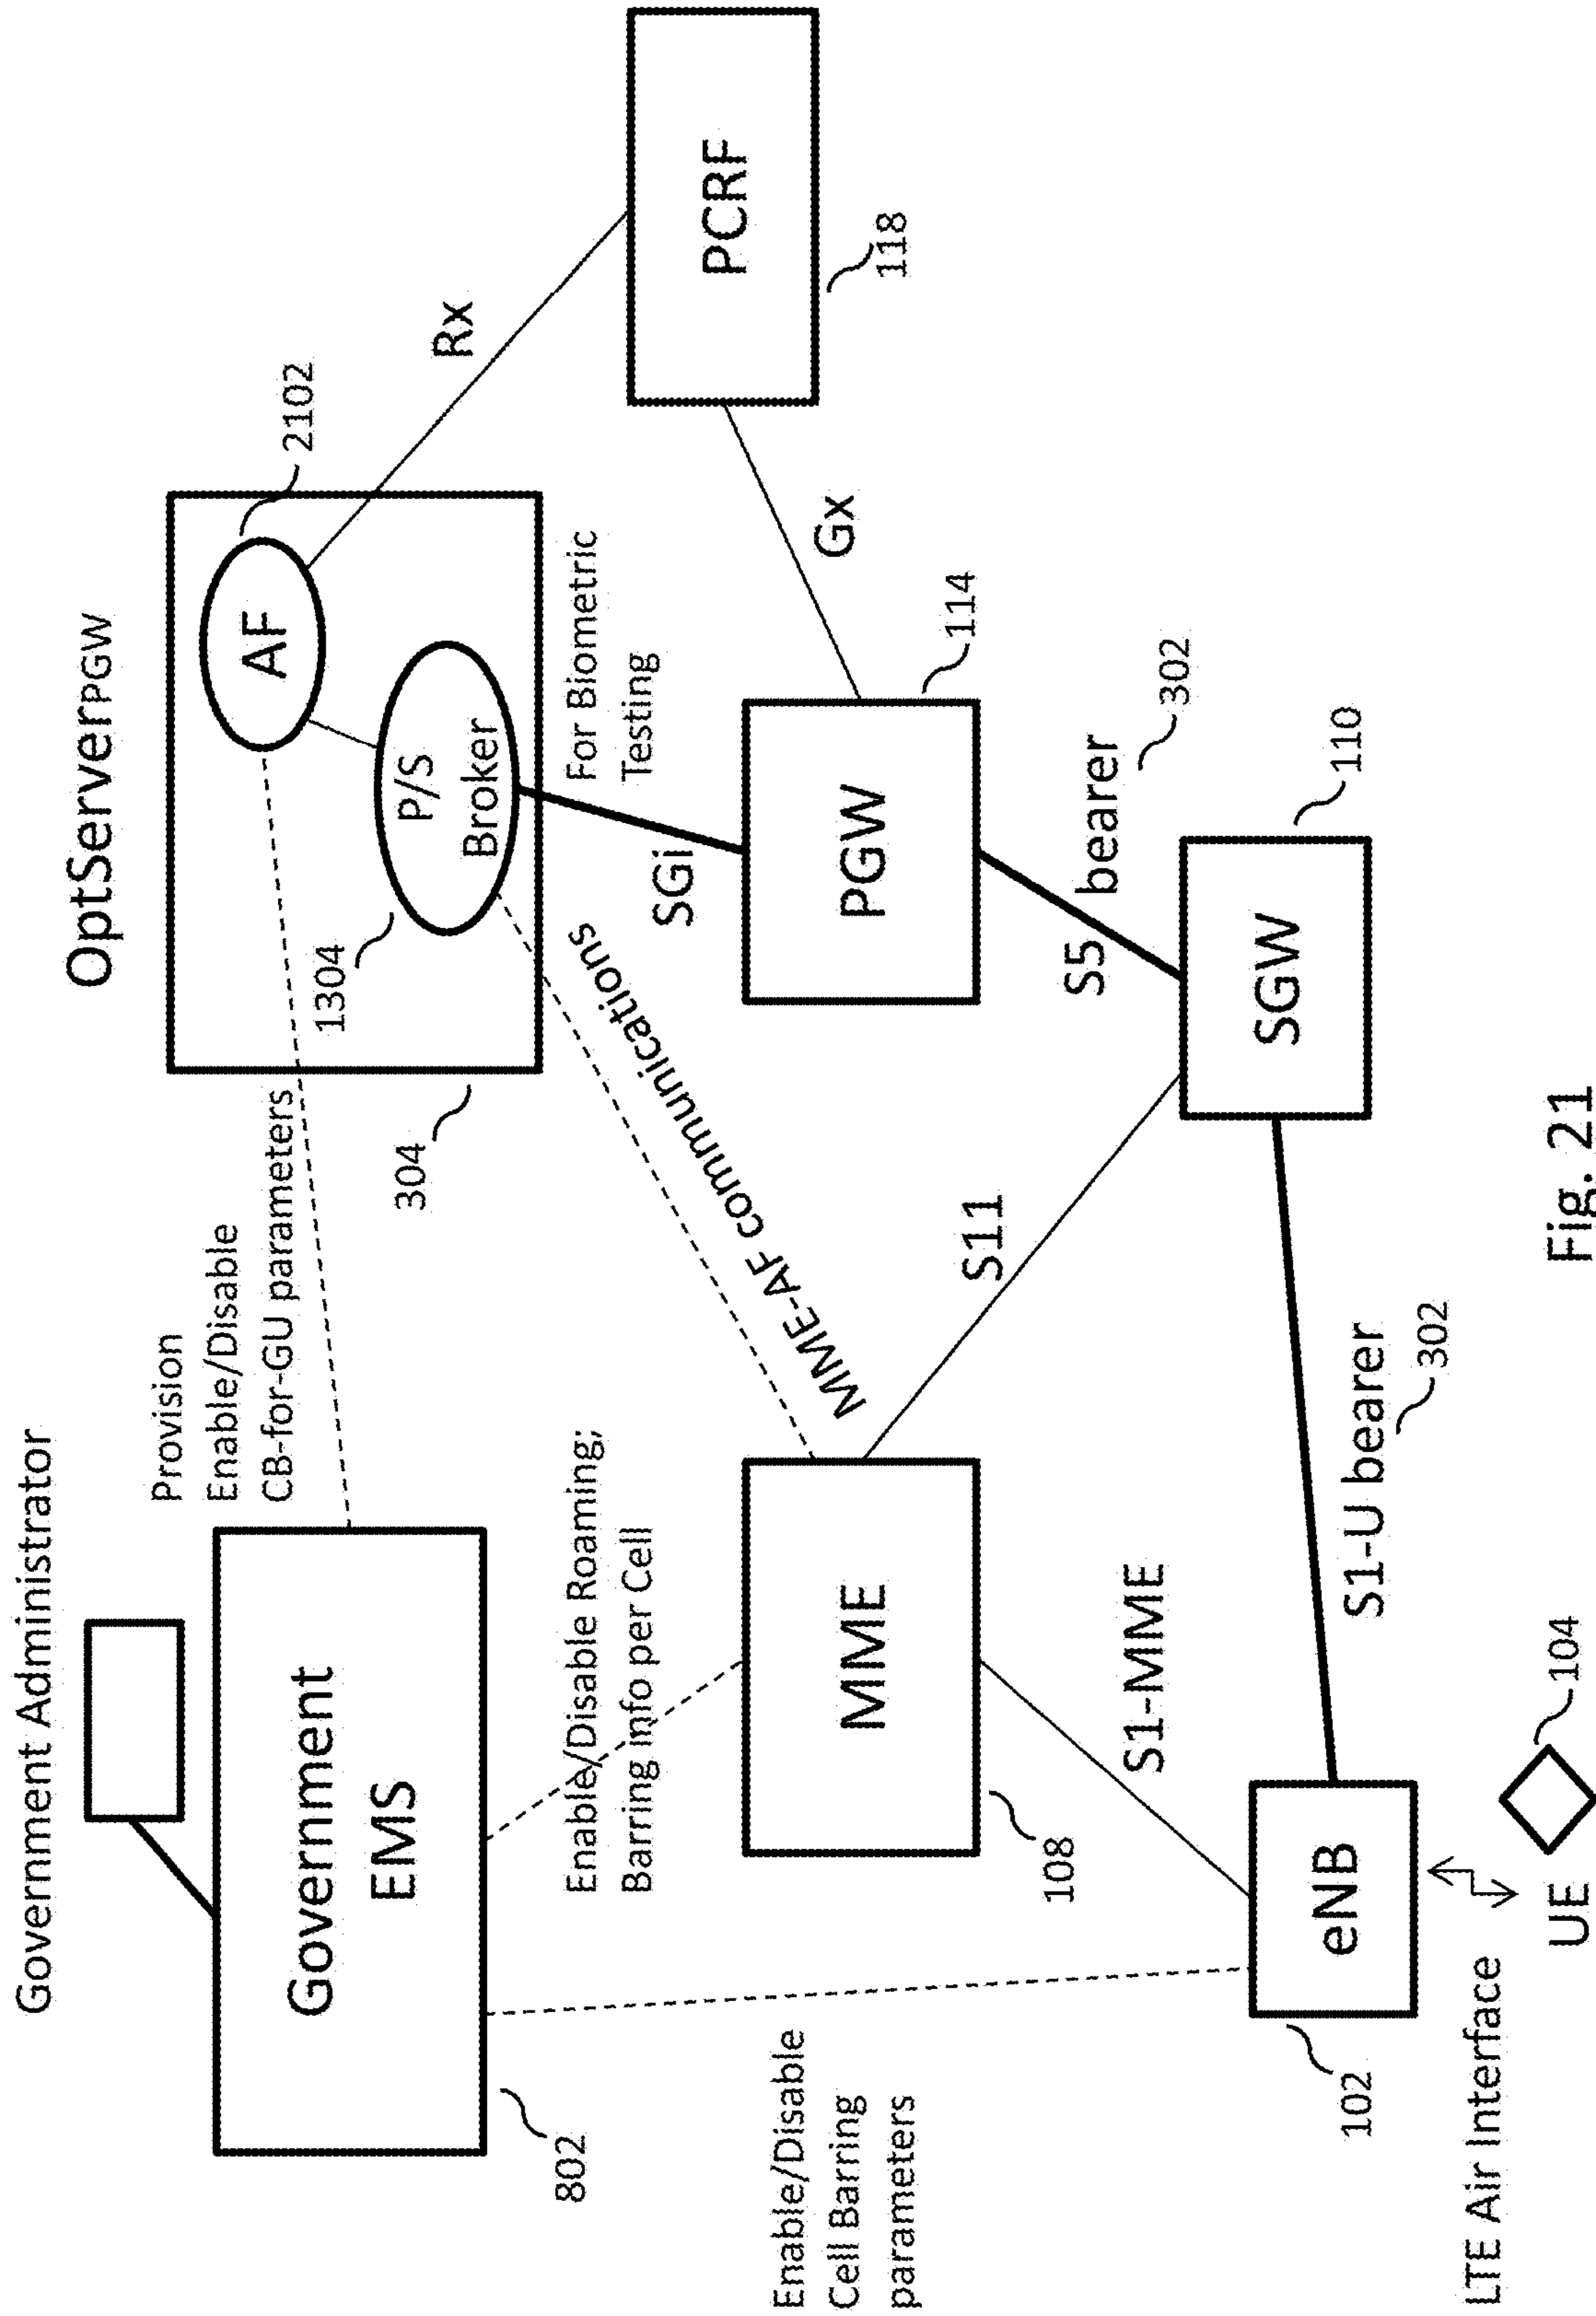 Government Administrator
Government
EMS
802
Provision
Enable/Disable
CB-for-GU parameters
OptServerPGW
AF
2102
P/S
Broker
1304
304
Rx
For Biometric
Testing
SGi
PCRF
118
Gx
Enable/Disable Roaming;
Barring info per Cell
MME-AF communications
MME
108
PGW
114
Enable/Disable
Cell Barring
parameters
S1-MME
S11
S5
bearer
302
SGW
110
eNB
102
S1-U bearer
302
LTE Air Interface
UE
104
Fig. 21